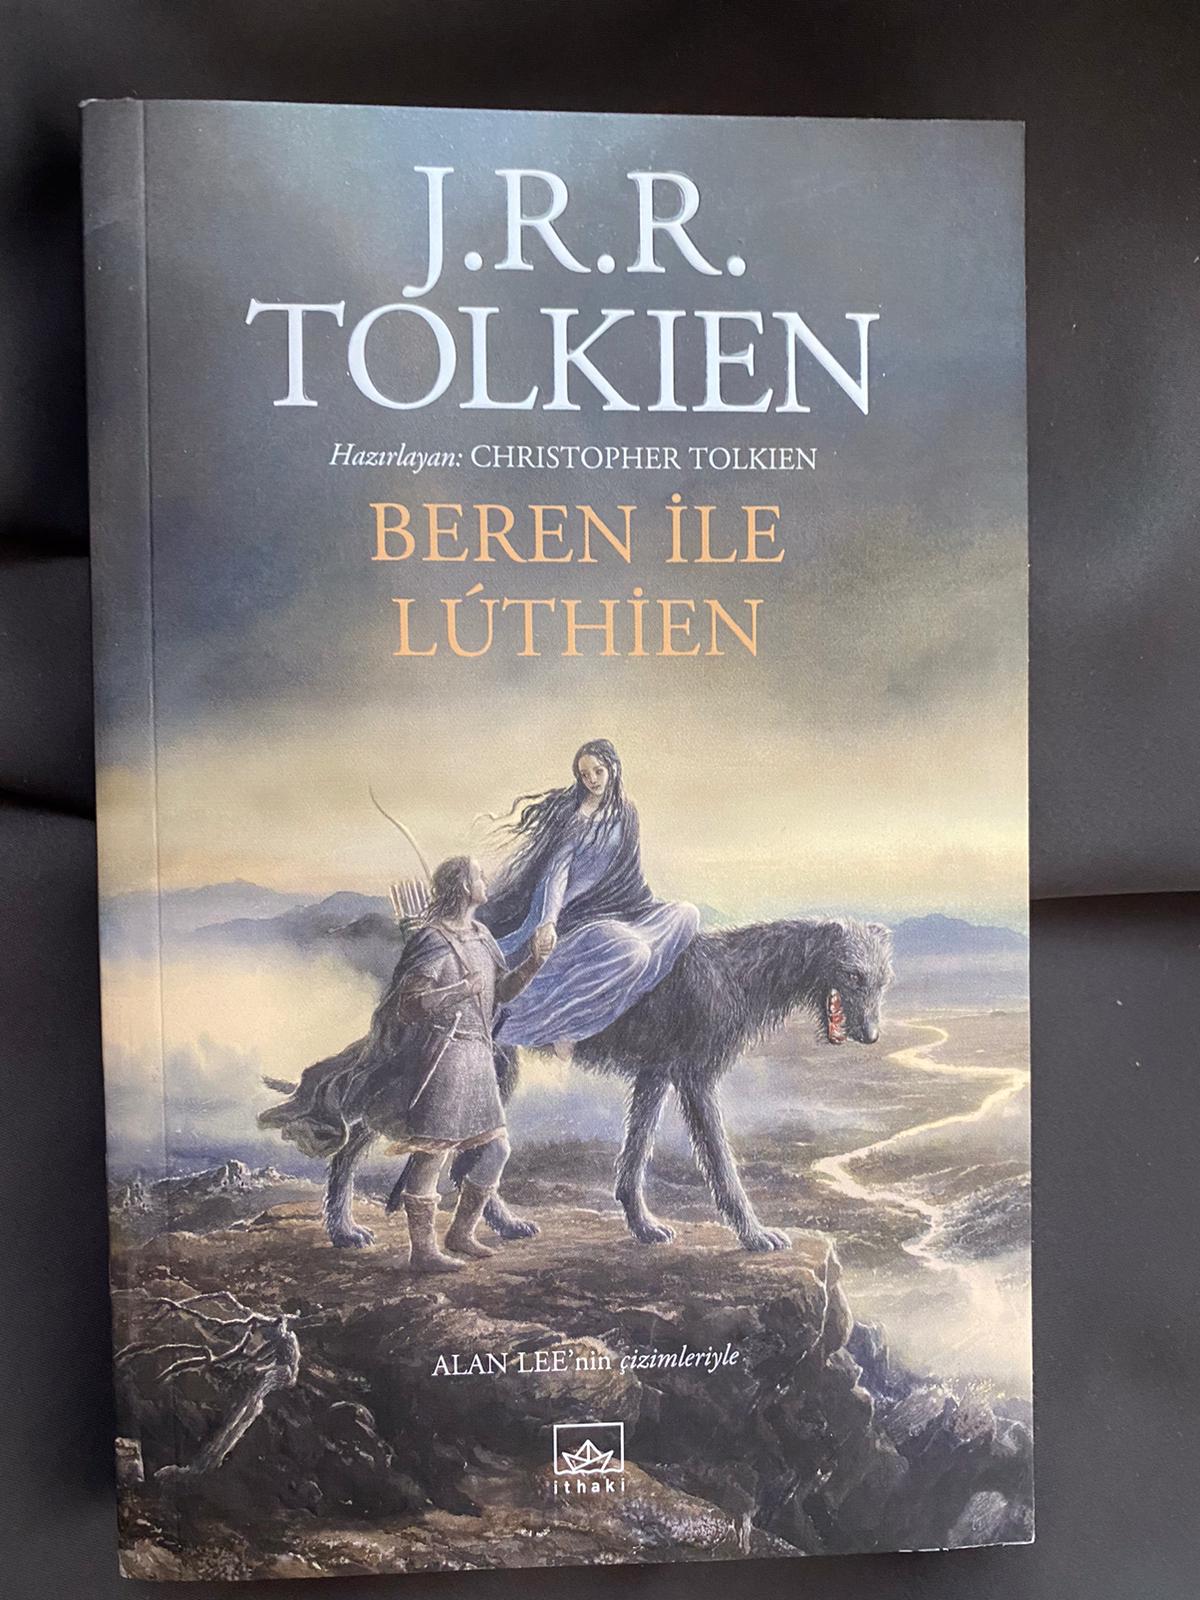 J.R.R.
TOLKIEN
Hazırlayan: CHRISTOPHER TOLKIEN
BEREN İLE
LÚTHİEN
ALAN LEE'nin çizimleriyle
ithaki